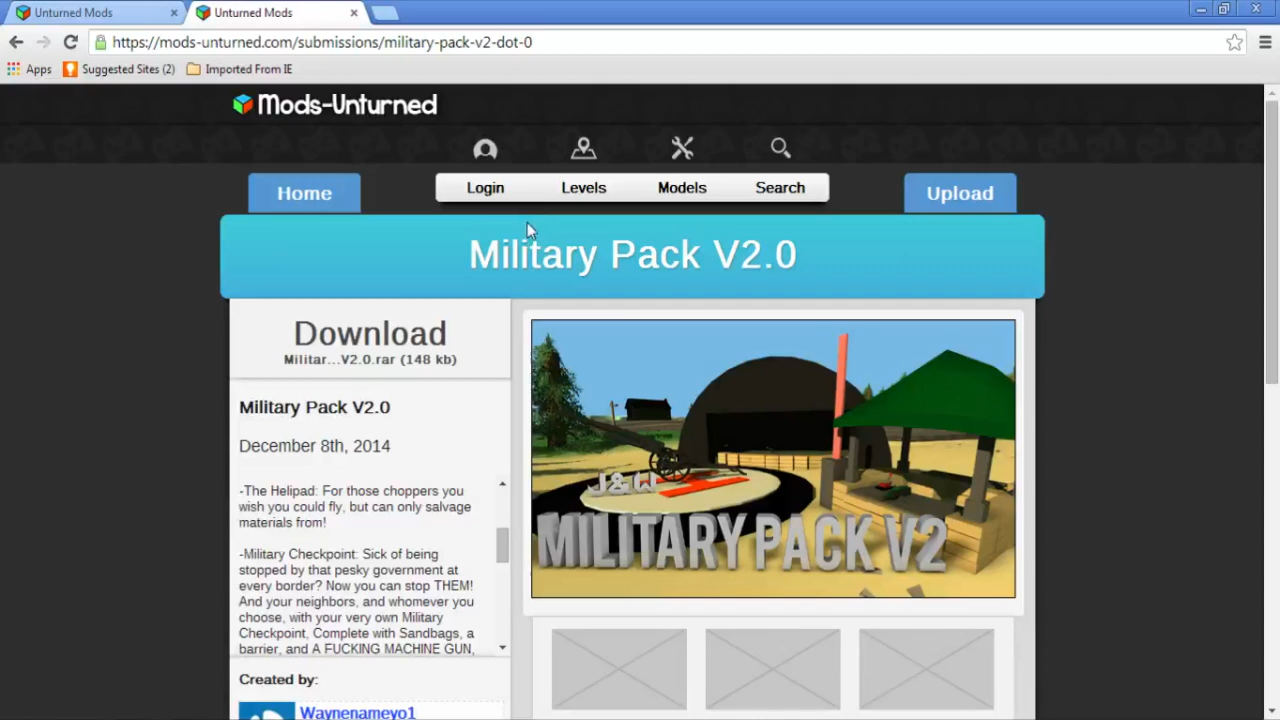 Unturned Mods
Unturned Mods
https://mods-unturned.com/submissions/military-pack-v2-dot-0
Apps
Suggested Sites (2)
Imported From IE
Mods-Unturned
Home
Login
Levels
Models
Search
Upload
Military Pack V2.0
Download
Militar...V2.0.rar (148 kb)
Military Pack V2.0
December 8th, 2014
-The Helipad: For those choppers you
wish you could fly, but can only salvage
materials from!
-Military Checkpoint: Sick of being
stopped by that pesky government at
every border? Now you can stop THEM!
And your neighbors, and whomever you
choose, with your very own Military
Checkpoint, Complete with Sandbags, a
barrier, and A FUCKING MACHINE GUN,
Created by:
Waynenameyo1
J&W
MILITARY PACK V2